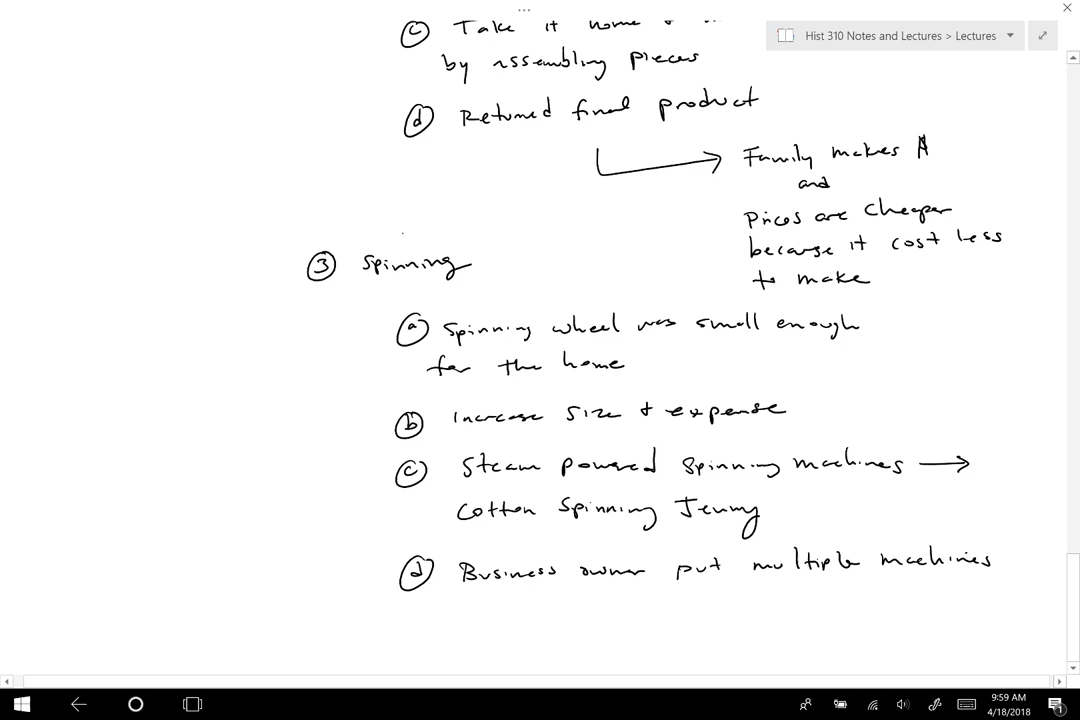 Hist 310 Notes and Lectures > Lectures
c Take it home
by assembling pieces
d Returned final product
Family makes $
and
Prices are cheaper
because it cost less
to make
3 Spinning
a Spinning wheel was small enough
for the home
b Increase size + expense
c Steam powered spinning machines →
Cotton Spinning Jenny
d Business owner put multiple machines
9:59 AM
4/18/2018
1